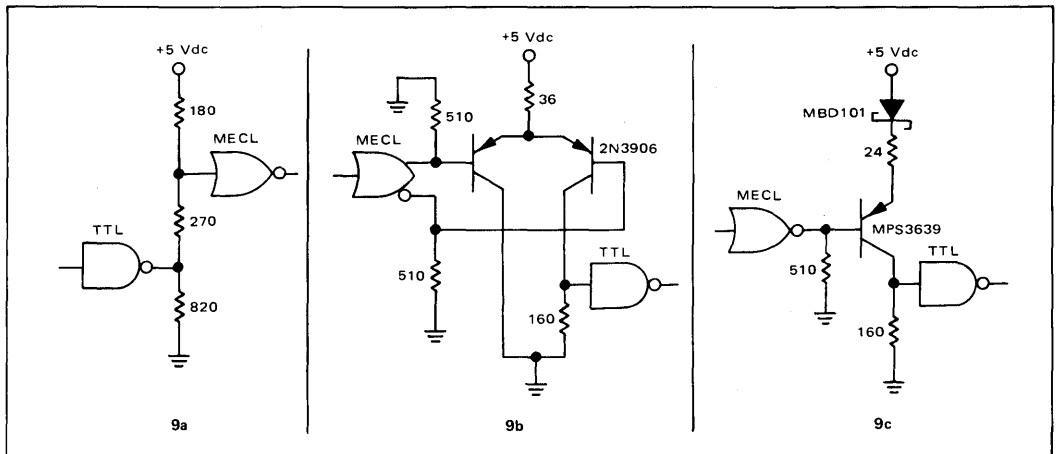 +5 Vdc
180
MECL
270
TTL
820
9a
+5 Vdc
36
510
MECL
2N3906
510
TTL
160
9b
+5 Vdc
MBD101
24
MECL
MPS3639
510
TTL
160
9c